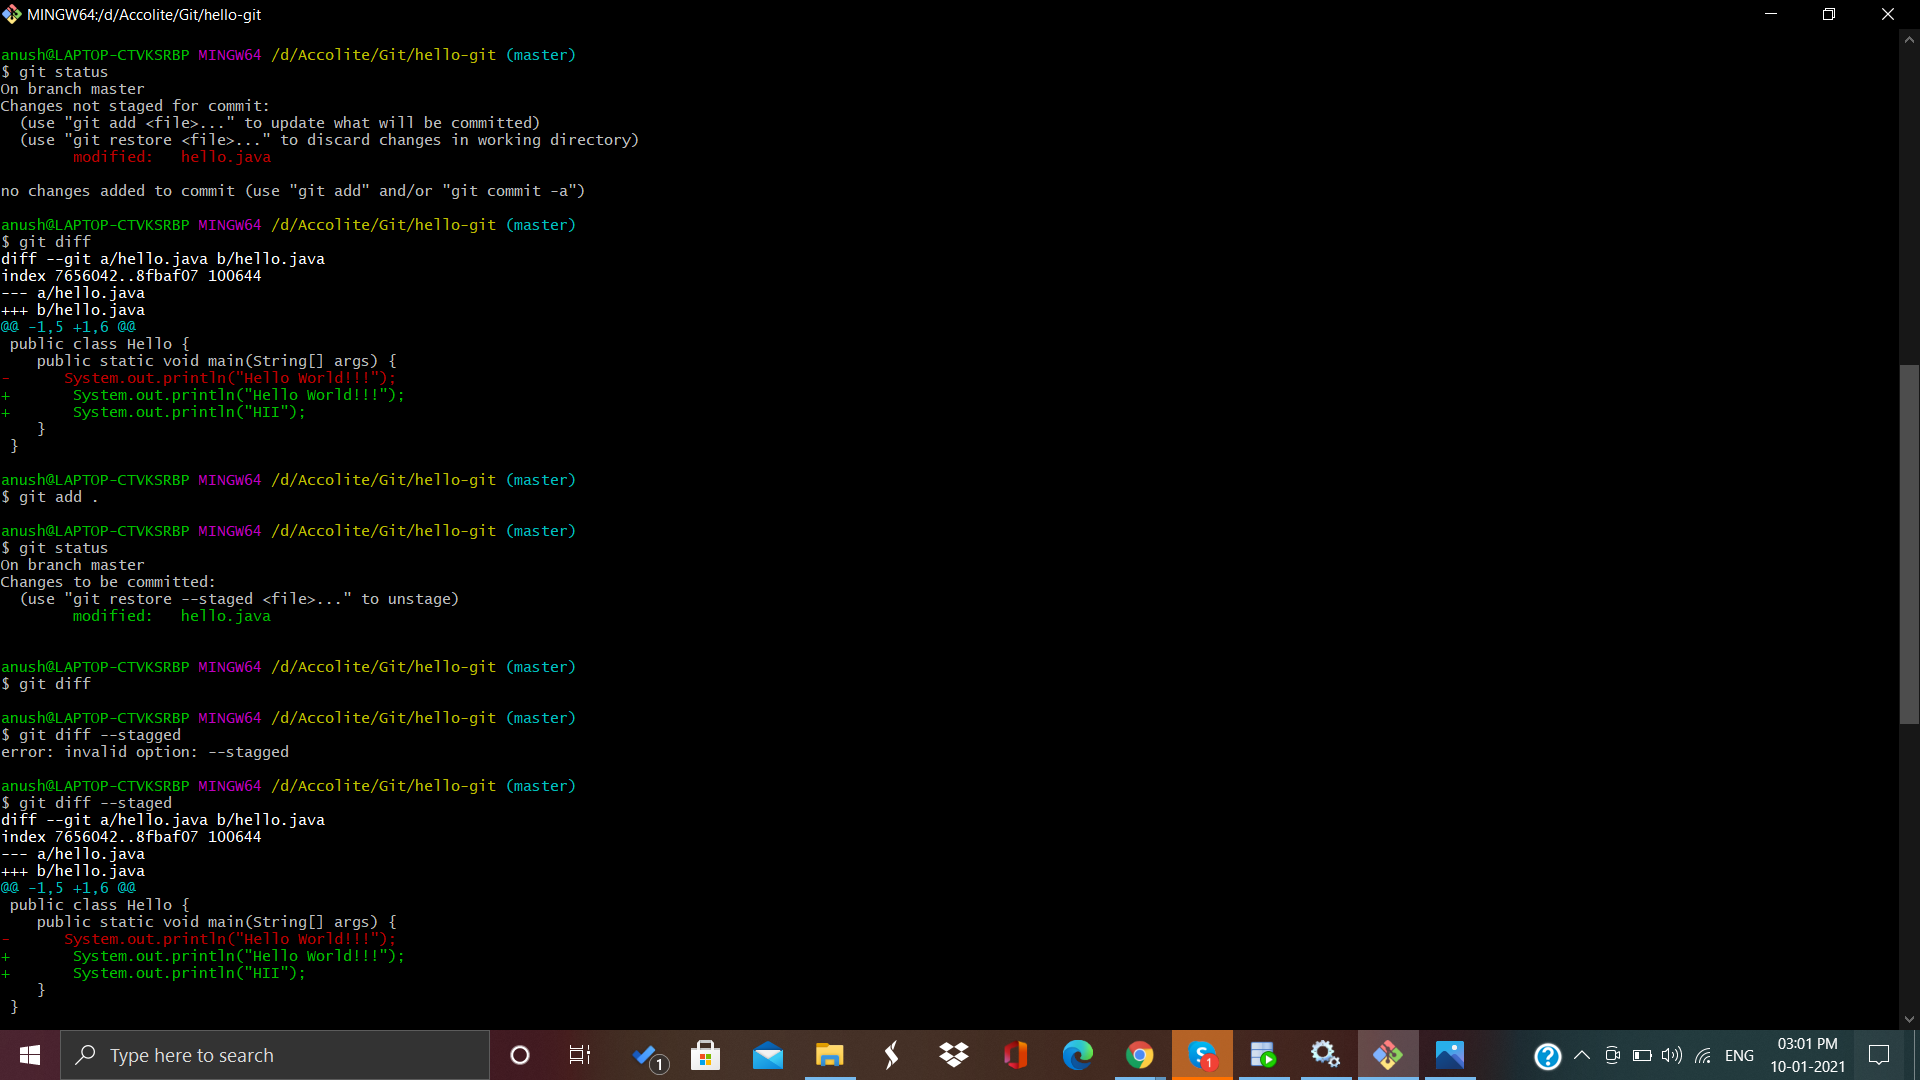 MINGW64:/d/Accolite/Git/hello-git
anush@LAPTOP-CTVKSRBP MINGW64 /d/Accolite/Git/hello-git (master)
$ git status
On branch master
Changes not staged for commit:
  (use "git add <file>..." to update what will be committed)
  (use "git restore <file>..." to discard changes in working directory)
        modified:   hello.java

no changes added to commit (use "git add" and/or "git commit -a")

anush@LAPTOP-CTVKSRBP MINGW64 /d/Accolite/Git/hello-git (master)
$ git diff
diff --git a/hello.java b/hello.java
index 7656042..8fbaf07 100644
--- a/hello.java
+++ b/hello.java
@@ -1,5 +1,6 @@
 public class Hello {
    public static void main(String[] args) {
-      System.out.println("Hello World!!!");
+       System.out.println("Hello World!!!");
+       System.out.println("HII");
    }
 }

anush@LAPTOP-CTVKSRBP MINGW64 /d/Accolite/Git/hello-git (master)
$ git add .

anush@LAPTOP-CTVKSRBP MINGW64 /d/Accolite/Git/hello-git (master)
$ git status
On branch master
Changes to be committed:
  (use "git restore --staged <file>..." to unstage)
        modified:   hello.java

anush@LAPTOP-CTVKSRBP MINGW64 /d/Accolite/Git/hello-git (master)
$ git diff

anush@LAPTOP-CTVKSRBP MINGW64 /d/Accolite/Git/hello-git (master)
$ git diff --stagged
error: invalid option: --stagged

anush@LAPTOP-CTVKSRBP MINGW64 /d/Accolite/Git/hello-git (master)
$ git diff --staged
diff --git a/hello.java b/hello.java
index 7656042..8fbaf07 100644
--- a/hello.java
+++ b/hello.java
@@ -1,5 +1,6 @@
 public class Hello {
    public static void main(String[] args) {
-      System.out.println("Hello World!!!");
+       System.out.println("Hello World!!!");
+       System.out.println("HII");
    }
 }
Type here to search
1
1
ENG
03:01 PM
10-01-2021